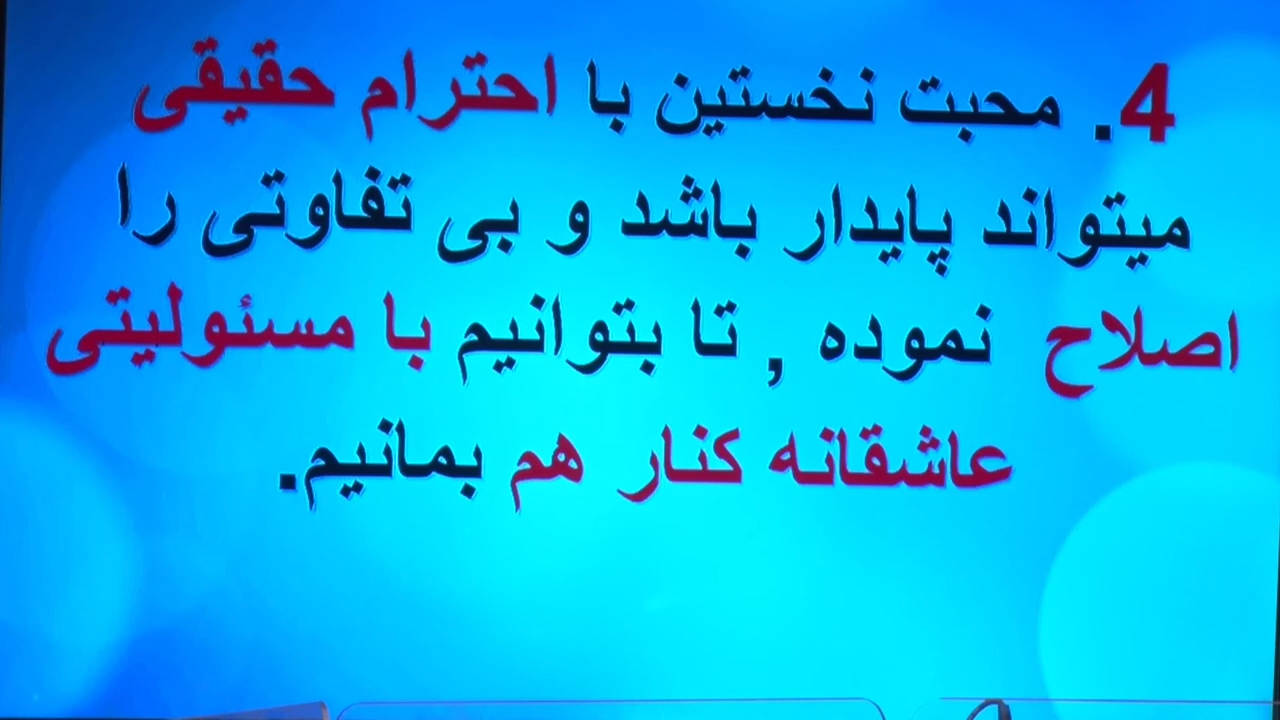 4. محبت نخستین با احترام حقیقی
میتواند پایدار باشد و بی تفاوتی را
اصلاح نموده , تا بتوانیم با مسئولیتی
عاشقانه کنار هم بمانیم.